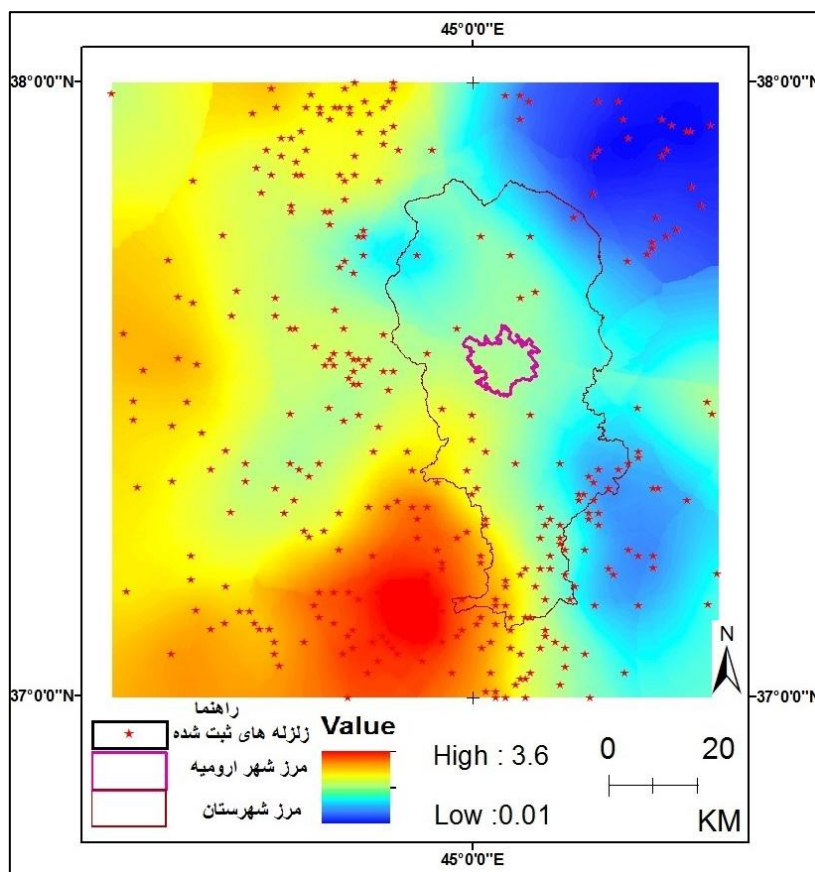 45°0'0"E
38°0'0"N
38°0'0"N
N
37°0'0"N
37°0'0"N
راهنما
زلزله های ثبت شده
مرز شهر ارومیه
مرز شهرستان
Value
High : 3.6
Low :0.01
0 20
KM
45°0'0"E